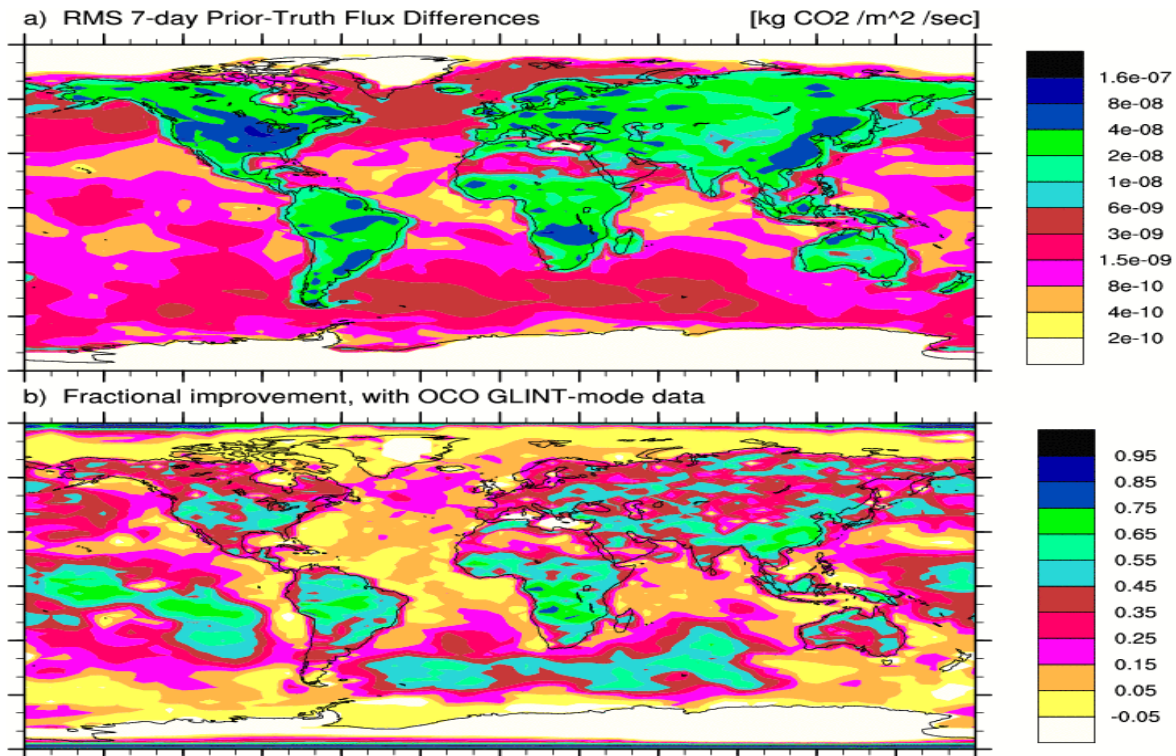 a) RMS 7-day Prior-Truth Flux Differences [kg CO2 /m^2 /sec]
1.6e-07
8e-08
4e-08
2e-08
1e-08
6e-09
3e-09
1.5e-09
8e-10
4e-10
2e-10
b) Fractional improvement, with OCO GLINT-mode data
0.95
0.85
0.75
0.65
0.55
0.45
0.35
0.25
0.15
0.05
-0.05